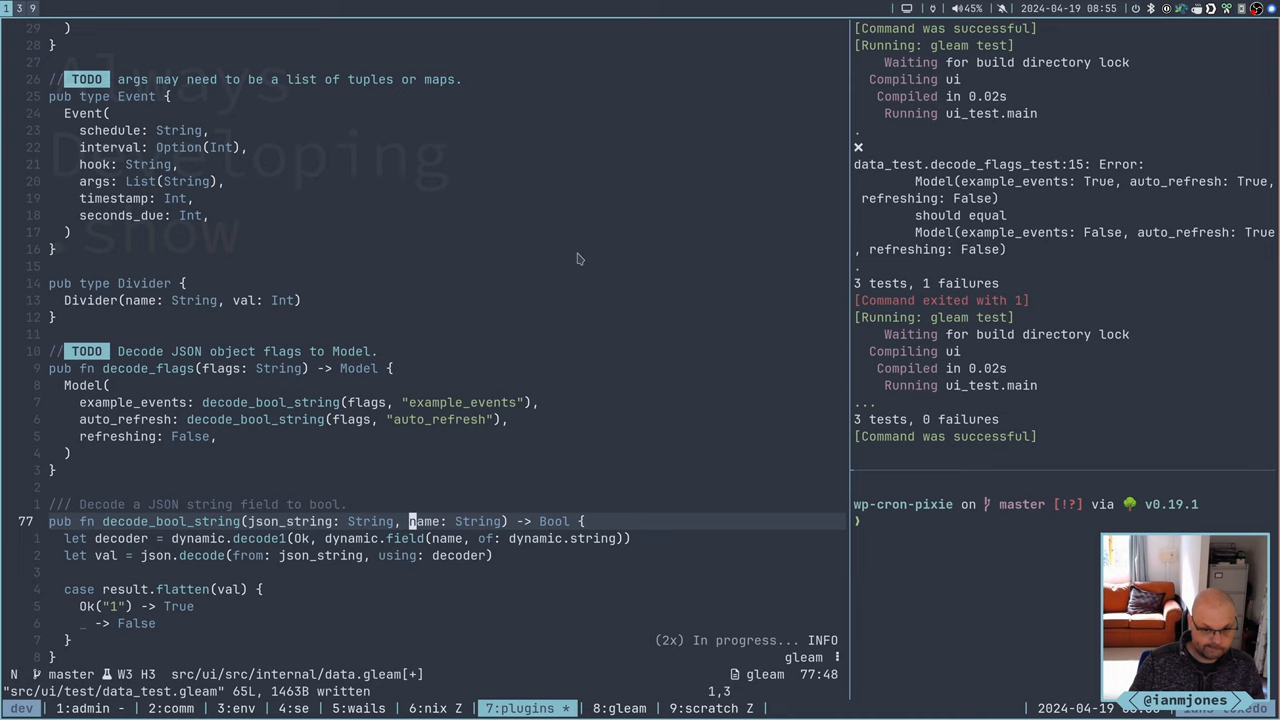 1 3 9
45% 2024-04-19 08:55
29 )
28 }
27
26 // TODO args may need to be a list of tuples or maps.
25 pub type Event {
24 Event(
23 schedule: String,
22 interval: Option(Int),
21 hook: String,
20 args: List(String),
19 timestamp: Int,
18 seconds_due: Int,
17 )
16 }
15
14 pub type Divider {
13 Divider(name: String, val: Int)
12 }
11
10 // TODO Decode JSON object flags to Model.
9 pub fn decode_flags(flags: String) -> Model {
8 Model(
7 example_events: decode_bool_string(flags, "example_events"),
6 auto_refresh: decode_bool_string(flags, "auto_refresh"),
5 refreshing: False,
4 )
3 }
2
1 /// Decode a JSON string field to bool.
77 pub fn decode_bool_string(json_string: String, name: String) -> Bool {
1 let decoder = dynamic.decode1(Ok, dynamic.field(name, of: dynamic.string))
2 let val = json.decode(from: json_string, using: decoder)
3
4 case result.flatten(val) {
5 Ok("1") -> True
6 _ -> False
7 }
8 }
(2x) In progress... INFO
gleam
Always
Developing
.show
N master W3 H3 src/ui/src/internal/data.gleam[+] gleam 77:48
"src/ui/test/data_test.gleam" 65L, 1463B written 1,3
[Command was successful]
[Running: gleam test]
Waiting for build directory lock
Compiling ui
Compiled in 0.02s
Running ui_test.main
.
data_test.decode_flags_test:15: Error:
Model(example_events: True, auto_refresh: True,
refreshing: False)
should equal
Model(example_events: False, auto_refresh: True
, refreshing: False)
.
3 tests, 1 failures
[Command exited with 1]
[Running: gleam test]
Waiting for build directory lock
Compiling ui
Compiled in 0.02s
Running ui_test.main
...
3 tests, 0 failures
[Command was successful]
wp-cron-pixie on master [!?] via v0.19.1
❯
@ianmjones
dev 1:admin - 2:comm 3:env 4:se 5:wails 6:nix Z 7:plugins * 8:gleam 9:scratch Z 2024-04-19